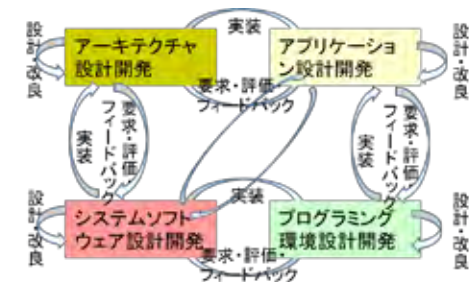 実装
設計・改良
アーキテクチャ
設計開発
アプリケーショ
ン設計開発
設計・改良
要求・評価・
フィードバック
実装
要求・評価・
フィードバック
実装
要求・評価・
フィードバック
設計・改良
システムソフト
ウェア設計開発
実装
プログラミング
環境設計開発
設計・改良
要求・評価・
フィードバック